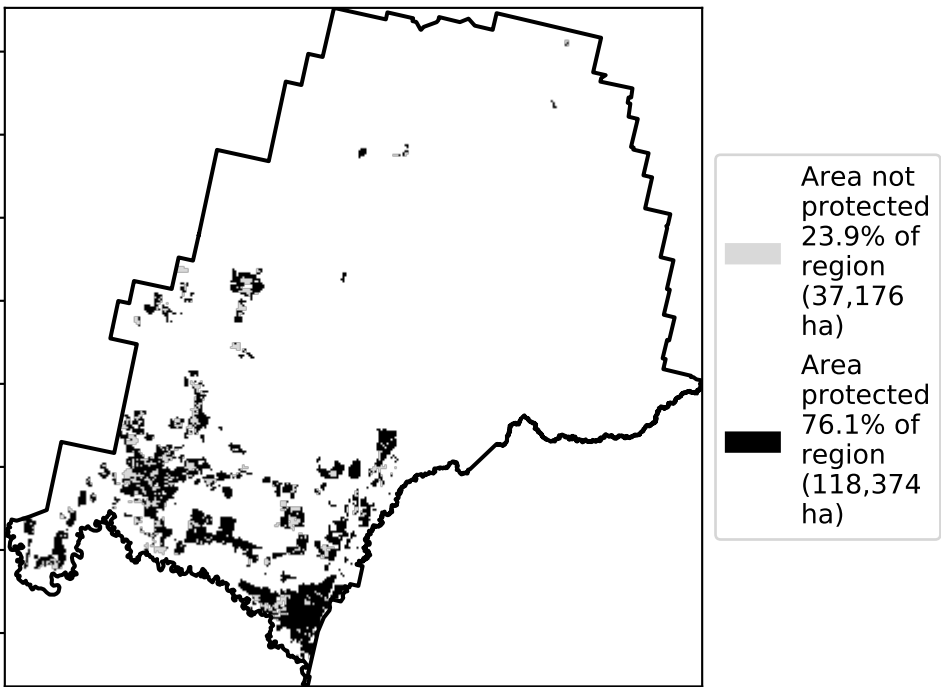 Area not
protected
23.9% of
region
(37,176
ha)
Area
protected
76.1% of
region
(118,374
ha)